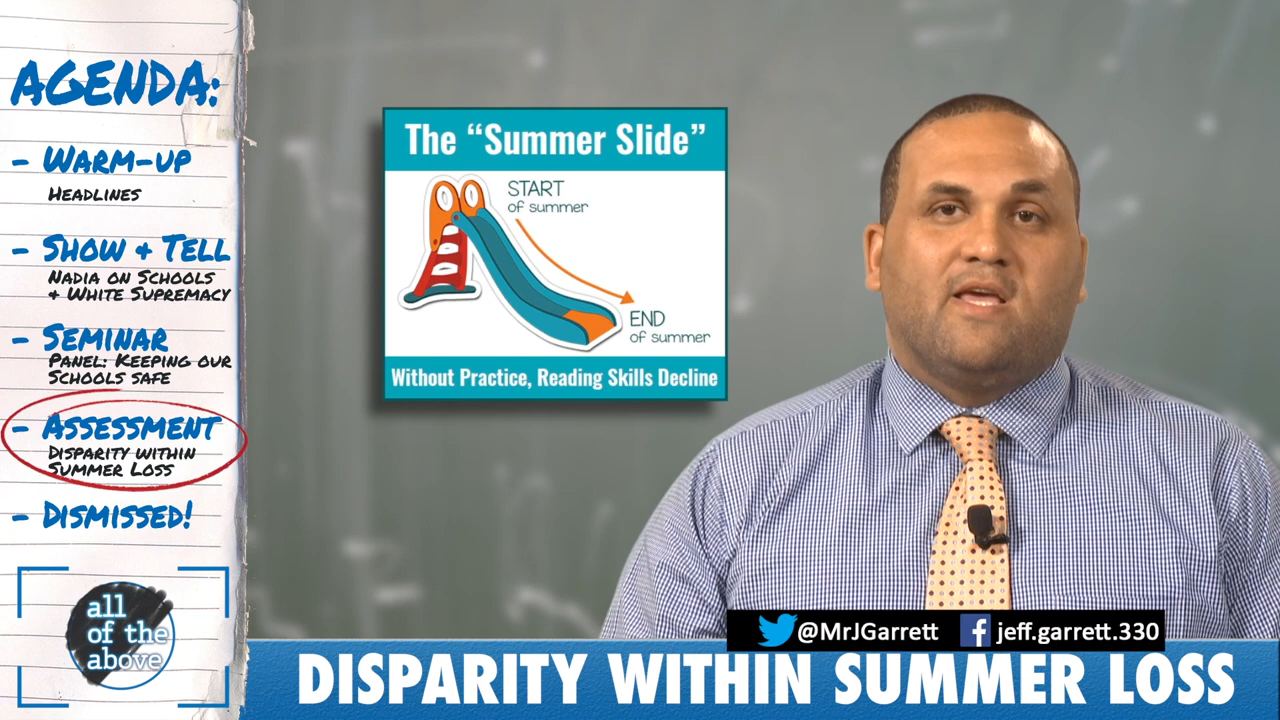 AGENDA:
- WARM-UP
HEADLINES
- SHOW + TELL
NADIA ON SCHOOLS
+ WHITE SUPREMACY
- SEMINAR
PANEL: KEEPING OUR
SCHOOLS SAFE
- ASSESSMENT
DISPARITY WITHIN
SUMMER LOSS
- DISMISSED!
all
of the
above
The “Summer Slide”
START
of summer
END
of summer
Without Practice, Reading Skills Decline
@MrJGarrett jeff.garrett.330
DISPARITY WITHIN SUMMER LOSS